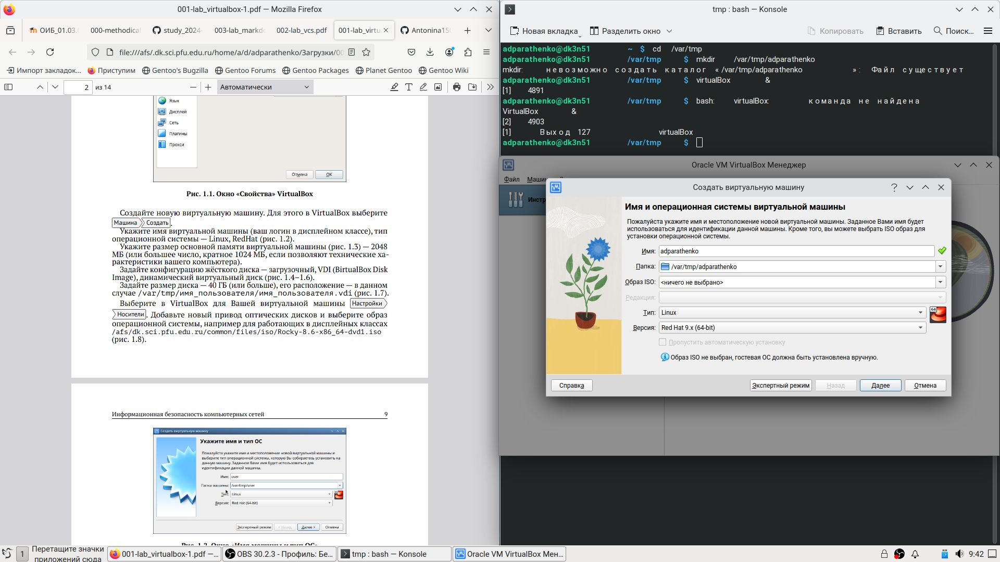 001-lab_virtualbox-1.pdf — Mozilla Firefox
ОИБ_01.03.0
000-methodical
study_2024-
003-lab_markdo
002-lab_vcs.pdf
001-lab_virtu
Antonina150
file:///afs/.dk.sci.pfu.edu.ru/home/a/d/adparathenko/Загрузки/00
Импорт закладок...
Приступим
Gentoo's Bugzilla
Gentoo Forums
Gentoo Packages
Planet Gentoo
Gentoo Wiki
2 из 14
Автоматически
Язык
Дисплей
Сеть
Плагины
Прокси
Отмена OK
Рис. 1.1. Окно «Свойства» VirtualBox
Создайте новую виртуальную машину. Для этого в VirtualBox выберите
Машина Создать.
Укажите имя виртуальной машины (ваш логин в дисплейном классе), тип
операционной системы — Linux, RedHat (рис. 1.2).
Укажите размер основной памяти виртуальной машины (рис. 1.3) — 2048
МБ (или большее число, кратное 1024 МБ, если позволяют технические ха-
рактеристики вашего компьютера).
Задайте конфигурацию жёсткого диска — загрузочный, VDI (BirtualBox Disk
Image), динамический виртуальный диск (рис. 1.4–1.6).
Задайте размер диска — 40 ГБ (или больше), его расположение — в данном
случае /var/tmp/имя_пользователя/имя_пользователя.vdi (рис. 1.7).
Выберите в VirtualBox для Вашей виртуальной машины Настройки
Носители. Добавьте новый привод оптических дисков и выберите образ
операционной системы, например для работающих в дисплейных классах
/afs/dk.sci.pfu.edu.ru/common/files/iso/Rocky-8.6-x86_64-dvd1.iso
(рис. 1.8).
Информационная безопасность компьютерных сетей 9
Создать виртуальную машину
Укажите имя и тип ОС
Пожалуйста укажите имя и местоположение новой виртуальной машины и
выберите тип операционной системы, которую Вы собираетесь установить на
данную машину. Заданное Вами имя будет использоваться для
идентификации данной машины.
Имя: user
Папка машины: /var/tmp/user
Тип: Linux
Версия: Red Hat (64-bit)
Экспертный режим < Назад Далее > Отмена
Рис. 1.2. Окно «Имя машины и тип ОС»
tmp : bash — Konsole
Новая вкладка
Разделить окно
Копировать
Вставить
Поиск...
adparathenko@dk3n51 ~ $ cd /var/tmp
adparathenko@dk3n51 /var/tmp $ mkdir /var/tmp/adparathenko
mkdir: невозможно создать каталог «/var/tmp/adparathenko»: Файл существует
adparathenko@dk3n51 /var/tmp $ virtualBox &
[1] 4891
adparathenko@dk3n51 /var/tmp $ bash: virtualBox: команда не найдена
VirtualBox &
[2] 4903
[1] Выход 127 virtualBox
adparathenko@dk3n51 /var/tmp $
Oracle VM VirtualBox Менеджер
Файл Машин
Инстр
Создать виртуальную машину
Имя и операционная системы виртуальной машины
Пожалуйста укажите имя и местоположение новой виртуальной машины. Заданное Вами имя будет
использоваться для идентификации данной машины. Кроме того, вы можете выбрать ISO образ для
установки операционной системы.
Имя: adparathenko
Папка: /var/tmp/adparathenko
Образ ISO: <ничего не выбрано>
Редакция:
Тип: Linux
64
Версия: Red Hat 9.x (64-bit)
Пропустить автоматическую установку
Образ ISO не выбран, гостевая ОС должна быть установлена вручную.
Справка Экспертный режим Назад Далее Отмена
1
Перетащите значки
приложений сюда
001-lab_virtualbox-1.pdf —...
OBS 30.2.3 - Профиль: Бе...
tmp : bash — Konsole
Oracle VM VirtualBox Мен...
9:42